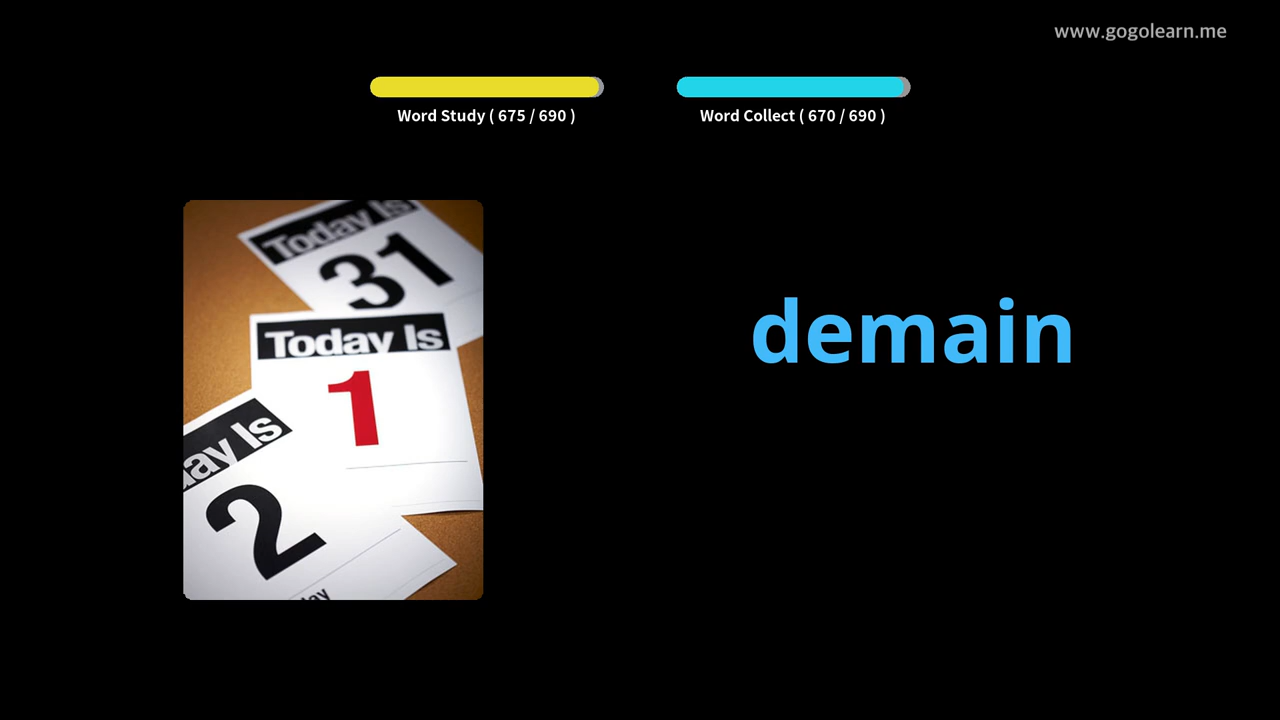 www.gogolearn.me
Word Study ( 675 / 690 )
Word Collect ( 670 / 690 )
demain
Today Is
31
Today Is
1
ay Is
2